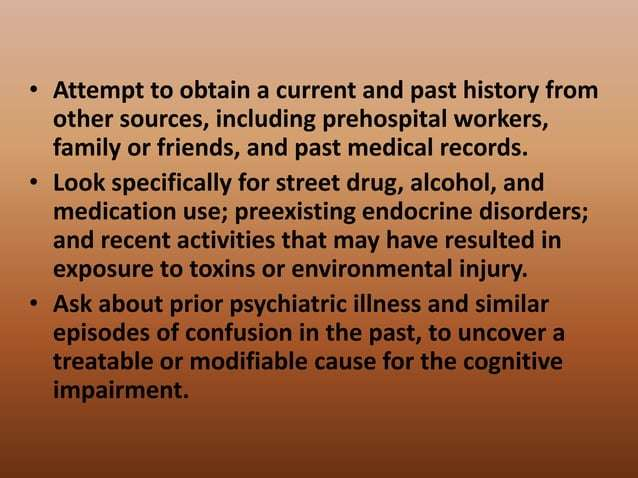 • Attempt to obtain a current and past history from
other sources, including prehospital workers,
family or friends, and past medical records.
• Look specifically for street drug, alcohol, and
medication use; preexisting endocrine disorders;
and recent activities that may have resulted in
exposure to toxins or environmental injury.
• Ask about prior psychiatric illness and similar
episodes of confusion in the past, to uncover a
treatable or modifiable cause for the cognitive
impairment.